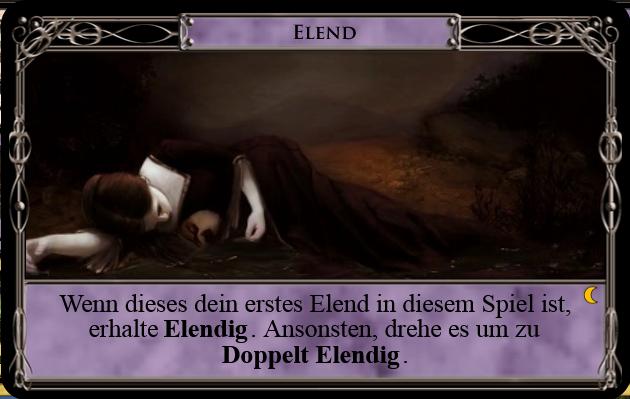 Elend
Wenn dieses dein erstes Elend in diesem Spiel ist,
erhalte Elendig. Ansonsten, drehe es um zu
Doppelt Elendig.